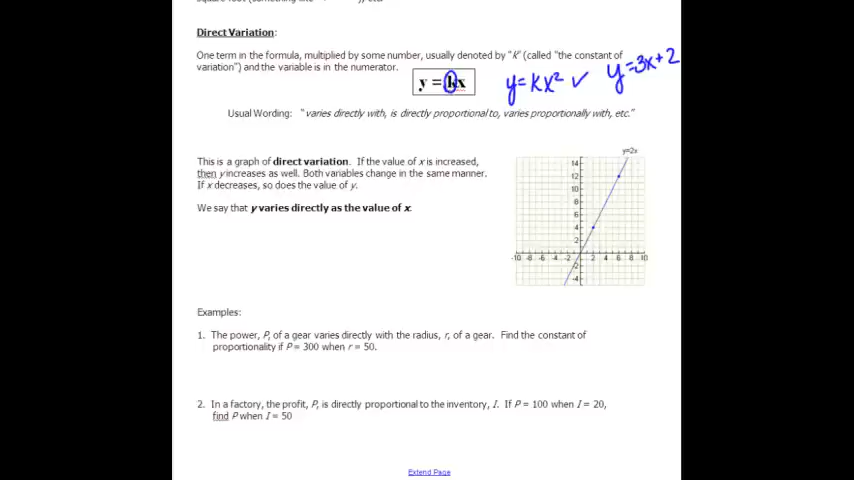 Direct Variation:
One term in the formula, multiplied by some number, usually denoted by "k" (called "the constant of
variation") and the variable is in the numerator.
y = kx
y=kx² ✓
y=3x+2
Usual Wording: "varies directly with, is directly proportional to, varies proportionally with, etc."
This is a graph of direct variation. If the value of x is increased,
then y increases as well. Both variables change in the same manner.
If x decreases, so does the value of y.
We say that y varies directly as the value of x.
y=2x
14
12
10
8
6
4
2
-10 -8 -6 -4 -2 2 4 6 8 10
-2
-4
Examples:
1. The power, P, of a gear varies directly with the radius, r, of a gear. Find the constant of
proportionality if P = 300 when r = 50.
2. In a factory, the profit, P, is directly proportional to the inventory, I. If P = 100 when I = 20,
find P when I = 50
Extend Page